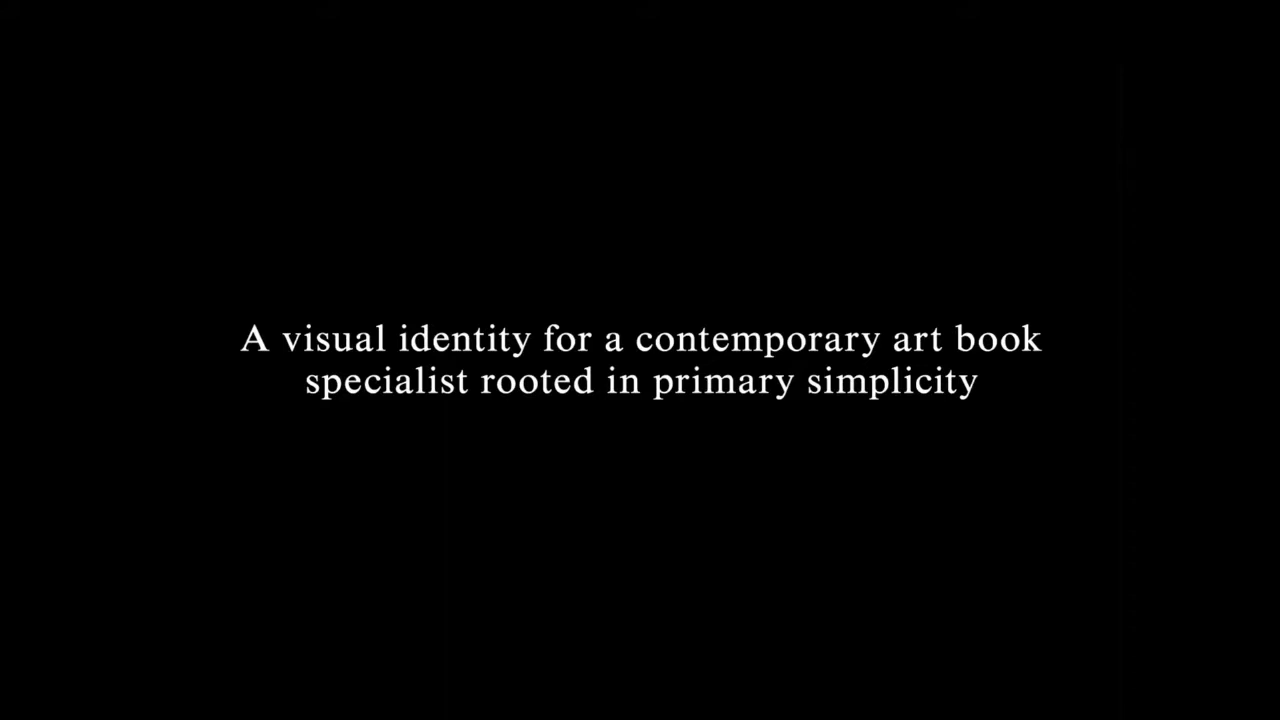 A visual identity for a contemporary art book
specialist rooted in primary simplicity